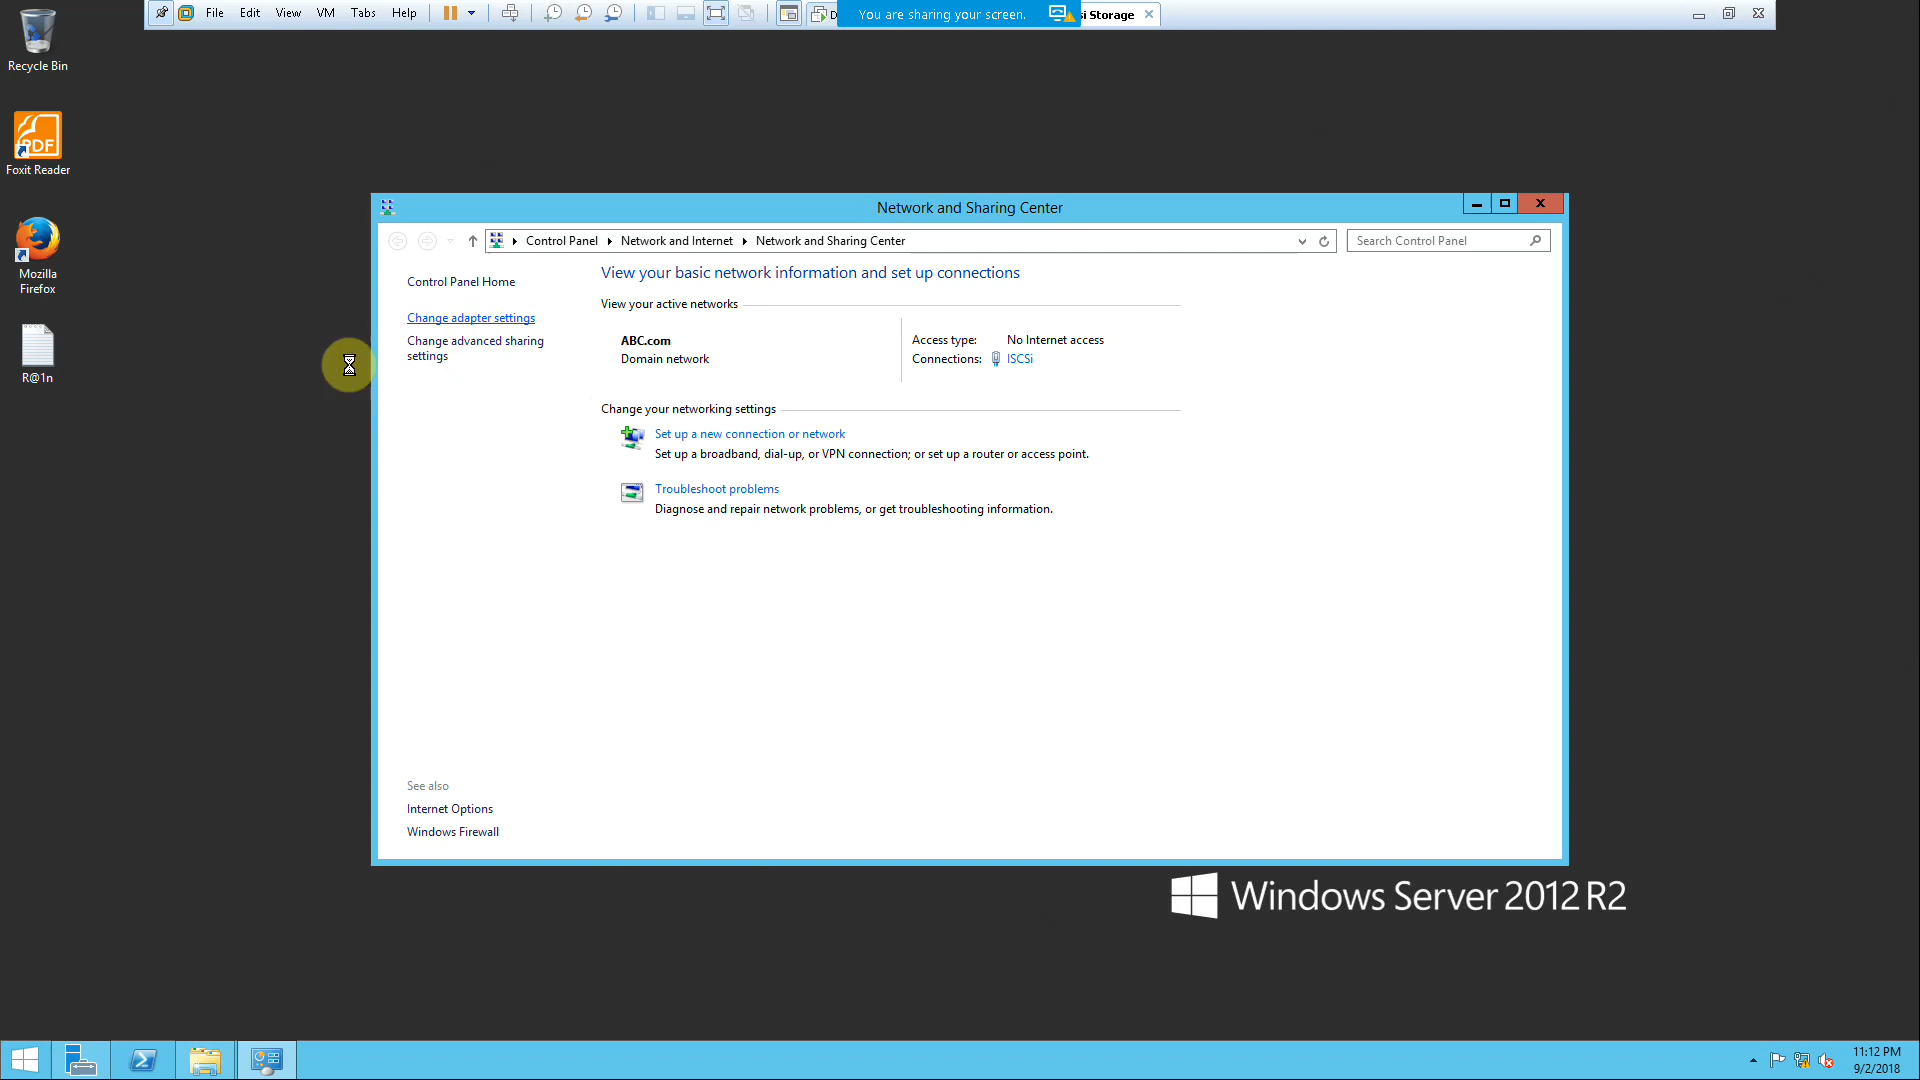 File Edit View VM Tabs Help
You are sharing your screen.
si Storage
Recycle Bin
PDF
Foxit Reader
Mozilla
Firefox
R@1n
Network and Sharing Center
Control Panel Network and Internet Network and Sharing Center
Search Control Panel
Control Panel Home
Change adapter settings
Change advanced sharing
settings
View your basic network information and set up connections
View your active networks
ABC.com
Domain network
Access type: No Internet access
Connections: ISCSi
Change your networking settings
Set up a new connection or network
Set up a broadband, dial-up, or VPN connection; or set up a router or access point.
Troubleshoot problems
Diagnose and repair network problems, or get troubleshooting information.
See also
Internet Options
Windows Firewall
Windows Server 2012 R2
11:12 PM
9/2/2018